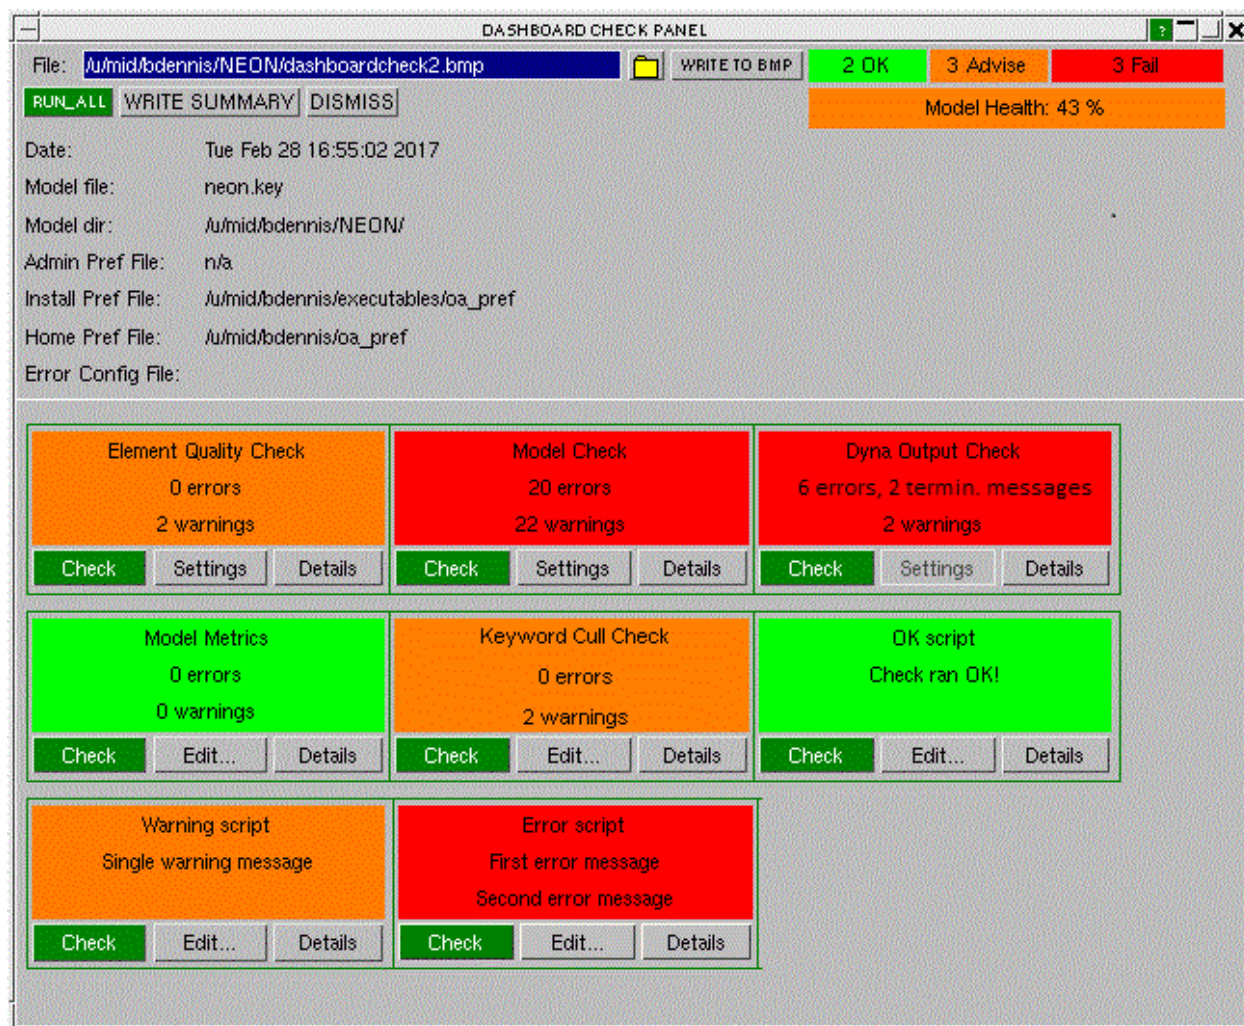 DASHBOARD CHECK PANEL ?
File: /u/mid/bdennis/NEON/dashboardcheck2.bmp WRITE TO BMP 2 OK 3 Advise 3 Fail
RUN_ALL WRITE SUMMARY DISMISS Model Health: 43 %
Date: Tue Feb 28 16:55:02 2017
Model file: neon.key
Model dir: /u/mid/bdennis/NEON/
Admin Pref File: n/a
Install Pref File: /u/mid/bdennis/executables/oa_pref
Home Pref File: /u/mid/bdennis/oa_pref
Error Config File:
Element Quality Check
0 errors
2 warnings
Check Settings Details
Model Check
20 errors
22 warnings
Check Settings Details
Dyna Output Check
6 errors, 2 termin. messages
2 warnings
Check Settings Details
Model Metrics
0 errors
0 warnings
Check Edit... Details
Keyword Cull Check
0 errors
2 warnings
Check Edit... Details
OK script
Check ran OK!
Check Edit... Details
Warning script
Single warning message
Check Edit... Details
Error script
First error message
Second error message
Check Edit... Details